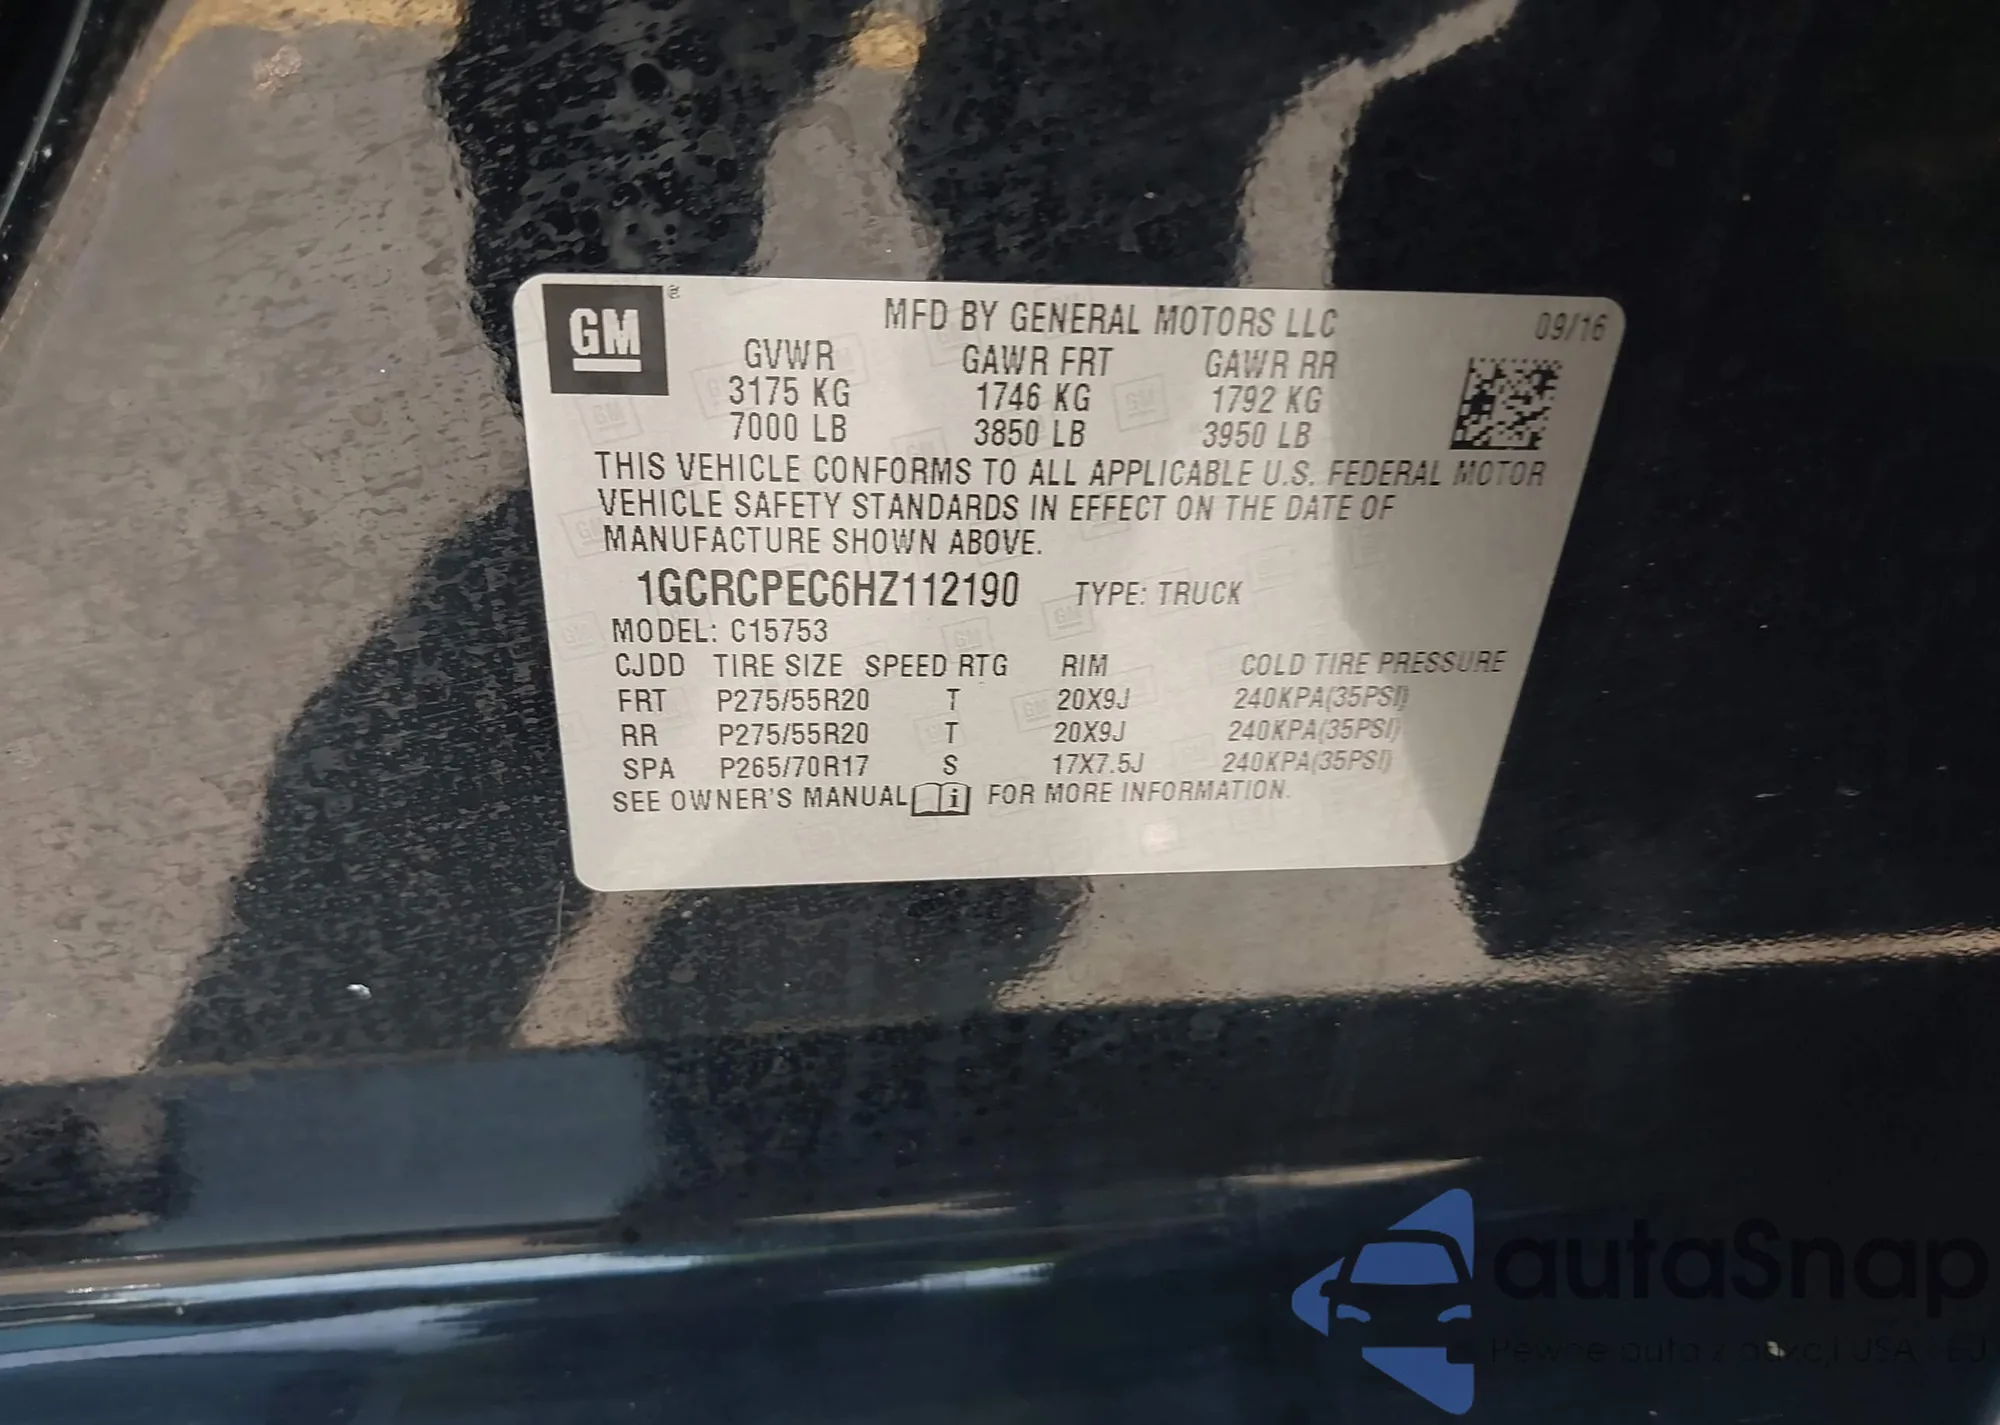 GM
MFD BY GENERAL MOTORS LLC 09/16
GVWR GAWR FRT GAWR RR
3175 KG 1746 KG 1792 KG
7000 LB 3850 LB 3950 LB
THIS VEHICLE CONFORMS TO ALL APPLICABLE U.S. FEDERAL MOTOR
VEHICLE SAFETY STANDARDS IN EFFECT ON THE DATE OF
MANUFACTURE SHOWN ABOVE.
1GCRCPEC6HZ112190 TYPE: TRUCK
MODEL: C15753
CJDD TIRE SIZE SPEED RTG RIM COLD TIRE PRESSURE
FRT P275/55R20 T 20X9J 240KPA(35PSI)
RR P275/55R20 T 20X9J 240KPA(35PSI)
SPA P265/70R17 S 17X7.5J 240KPA(35PSI)
SEE OWNER'S MANUAL i FOR MORE INFORMATION.
autaSnap
Pewne auto z aukcji USA